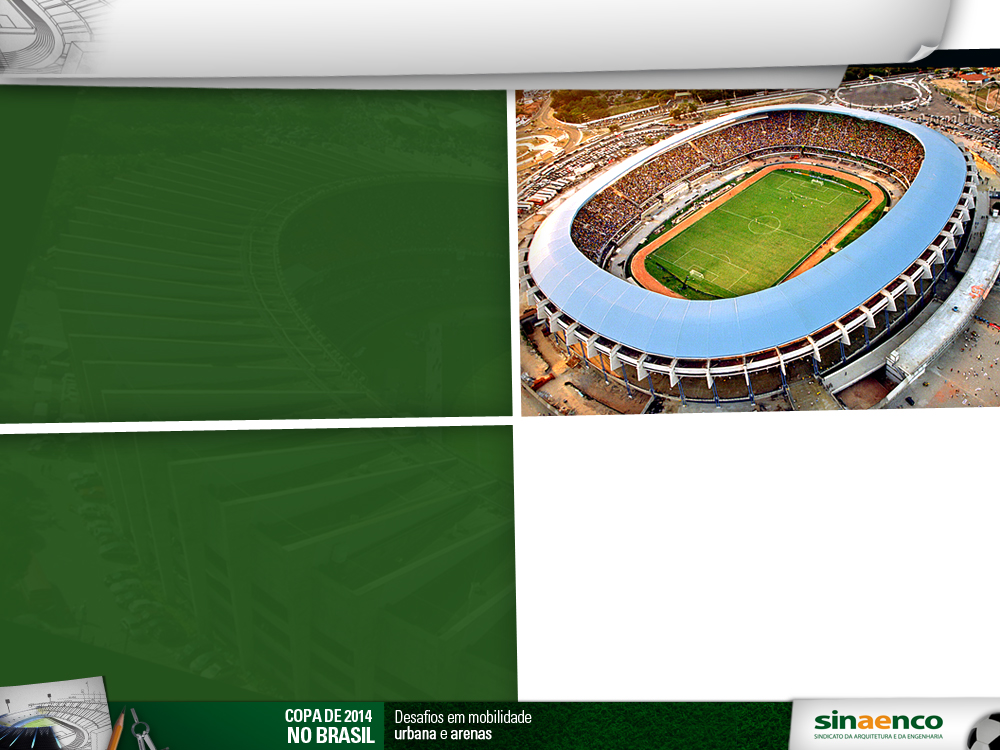 COPA DE 2014
NO BRASIL
Desafios em mobilidade
urbana e arenas
sinaenco
SINDICATO DA ARQUITETURA E DA ENGENHARIA